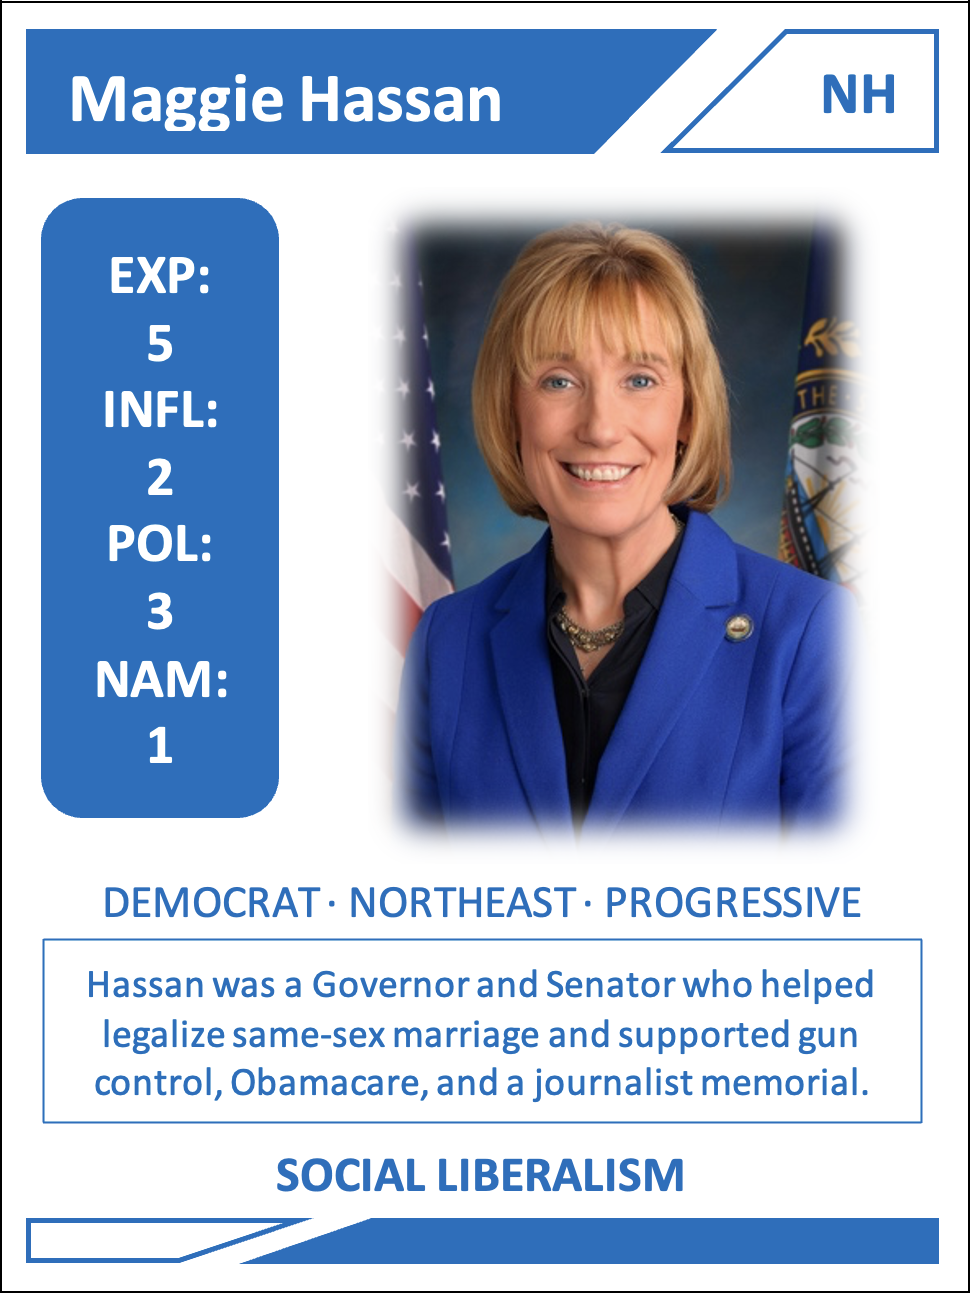 Maggie Hassan
NH
EXP:
5
INFL:
2
POL:
3
NAM:
1
THE
DEMOCRAT · NORTHEAST · PROGRESSIVE
Hassan was a Governor and Senator who helped
legalize same-sex marriage and supported gun
control, Obamacare, and a journalist memorial.
SOCIAL LIBERALISM